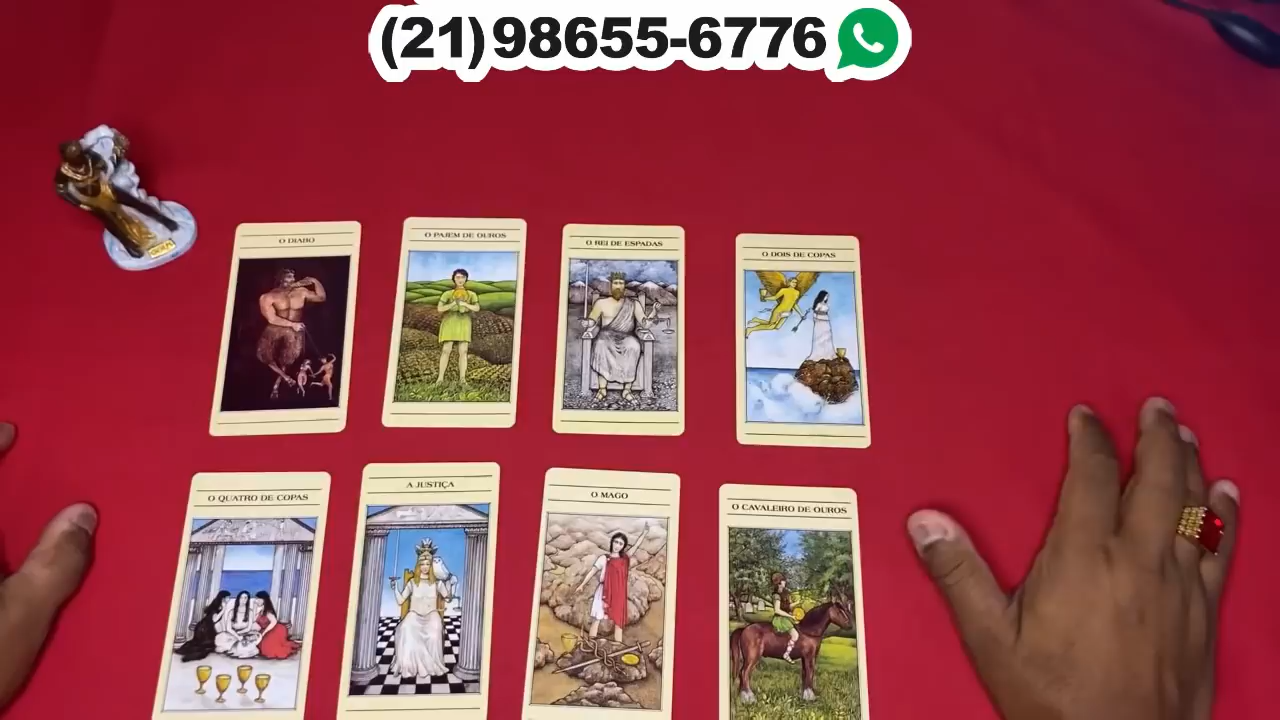 (21)98655-6776
O DIABO
O PAJEM DE OUROS
O REI DE ESPADAS
O DOIS DE COPAS
O QUATRO DE COPAS
A JUSTIÇA
O MAGO
O CAVALEIRO DE OUROS